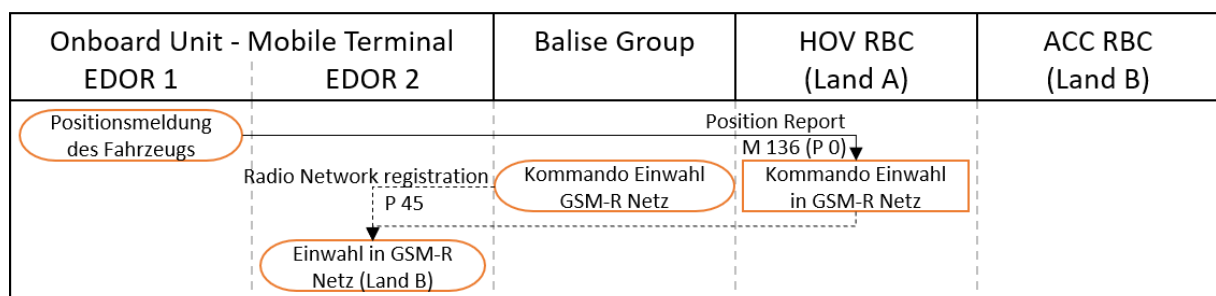 Onboard Unit - Mobile Terminal
EDOR 1
EDOR 2
Balise Group
HOV RBC
(Land A)
ACC RBC
(Land B)
Positionsmeldung
des Fahrzeugs
Position Report
M 136 (P 0)
Radio Network registration
P 45
Kommando Einwahl
GSM-R Netz
Kommando Einwahl
in GSM-R Netz
Einwahl in GSM-R
Netz (Land B)